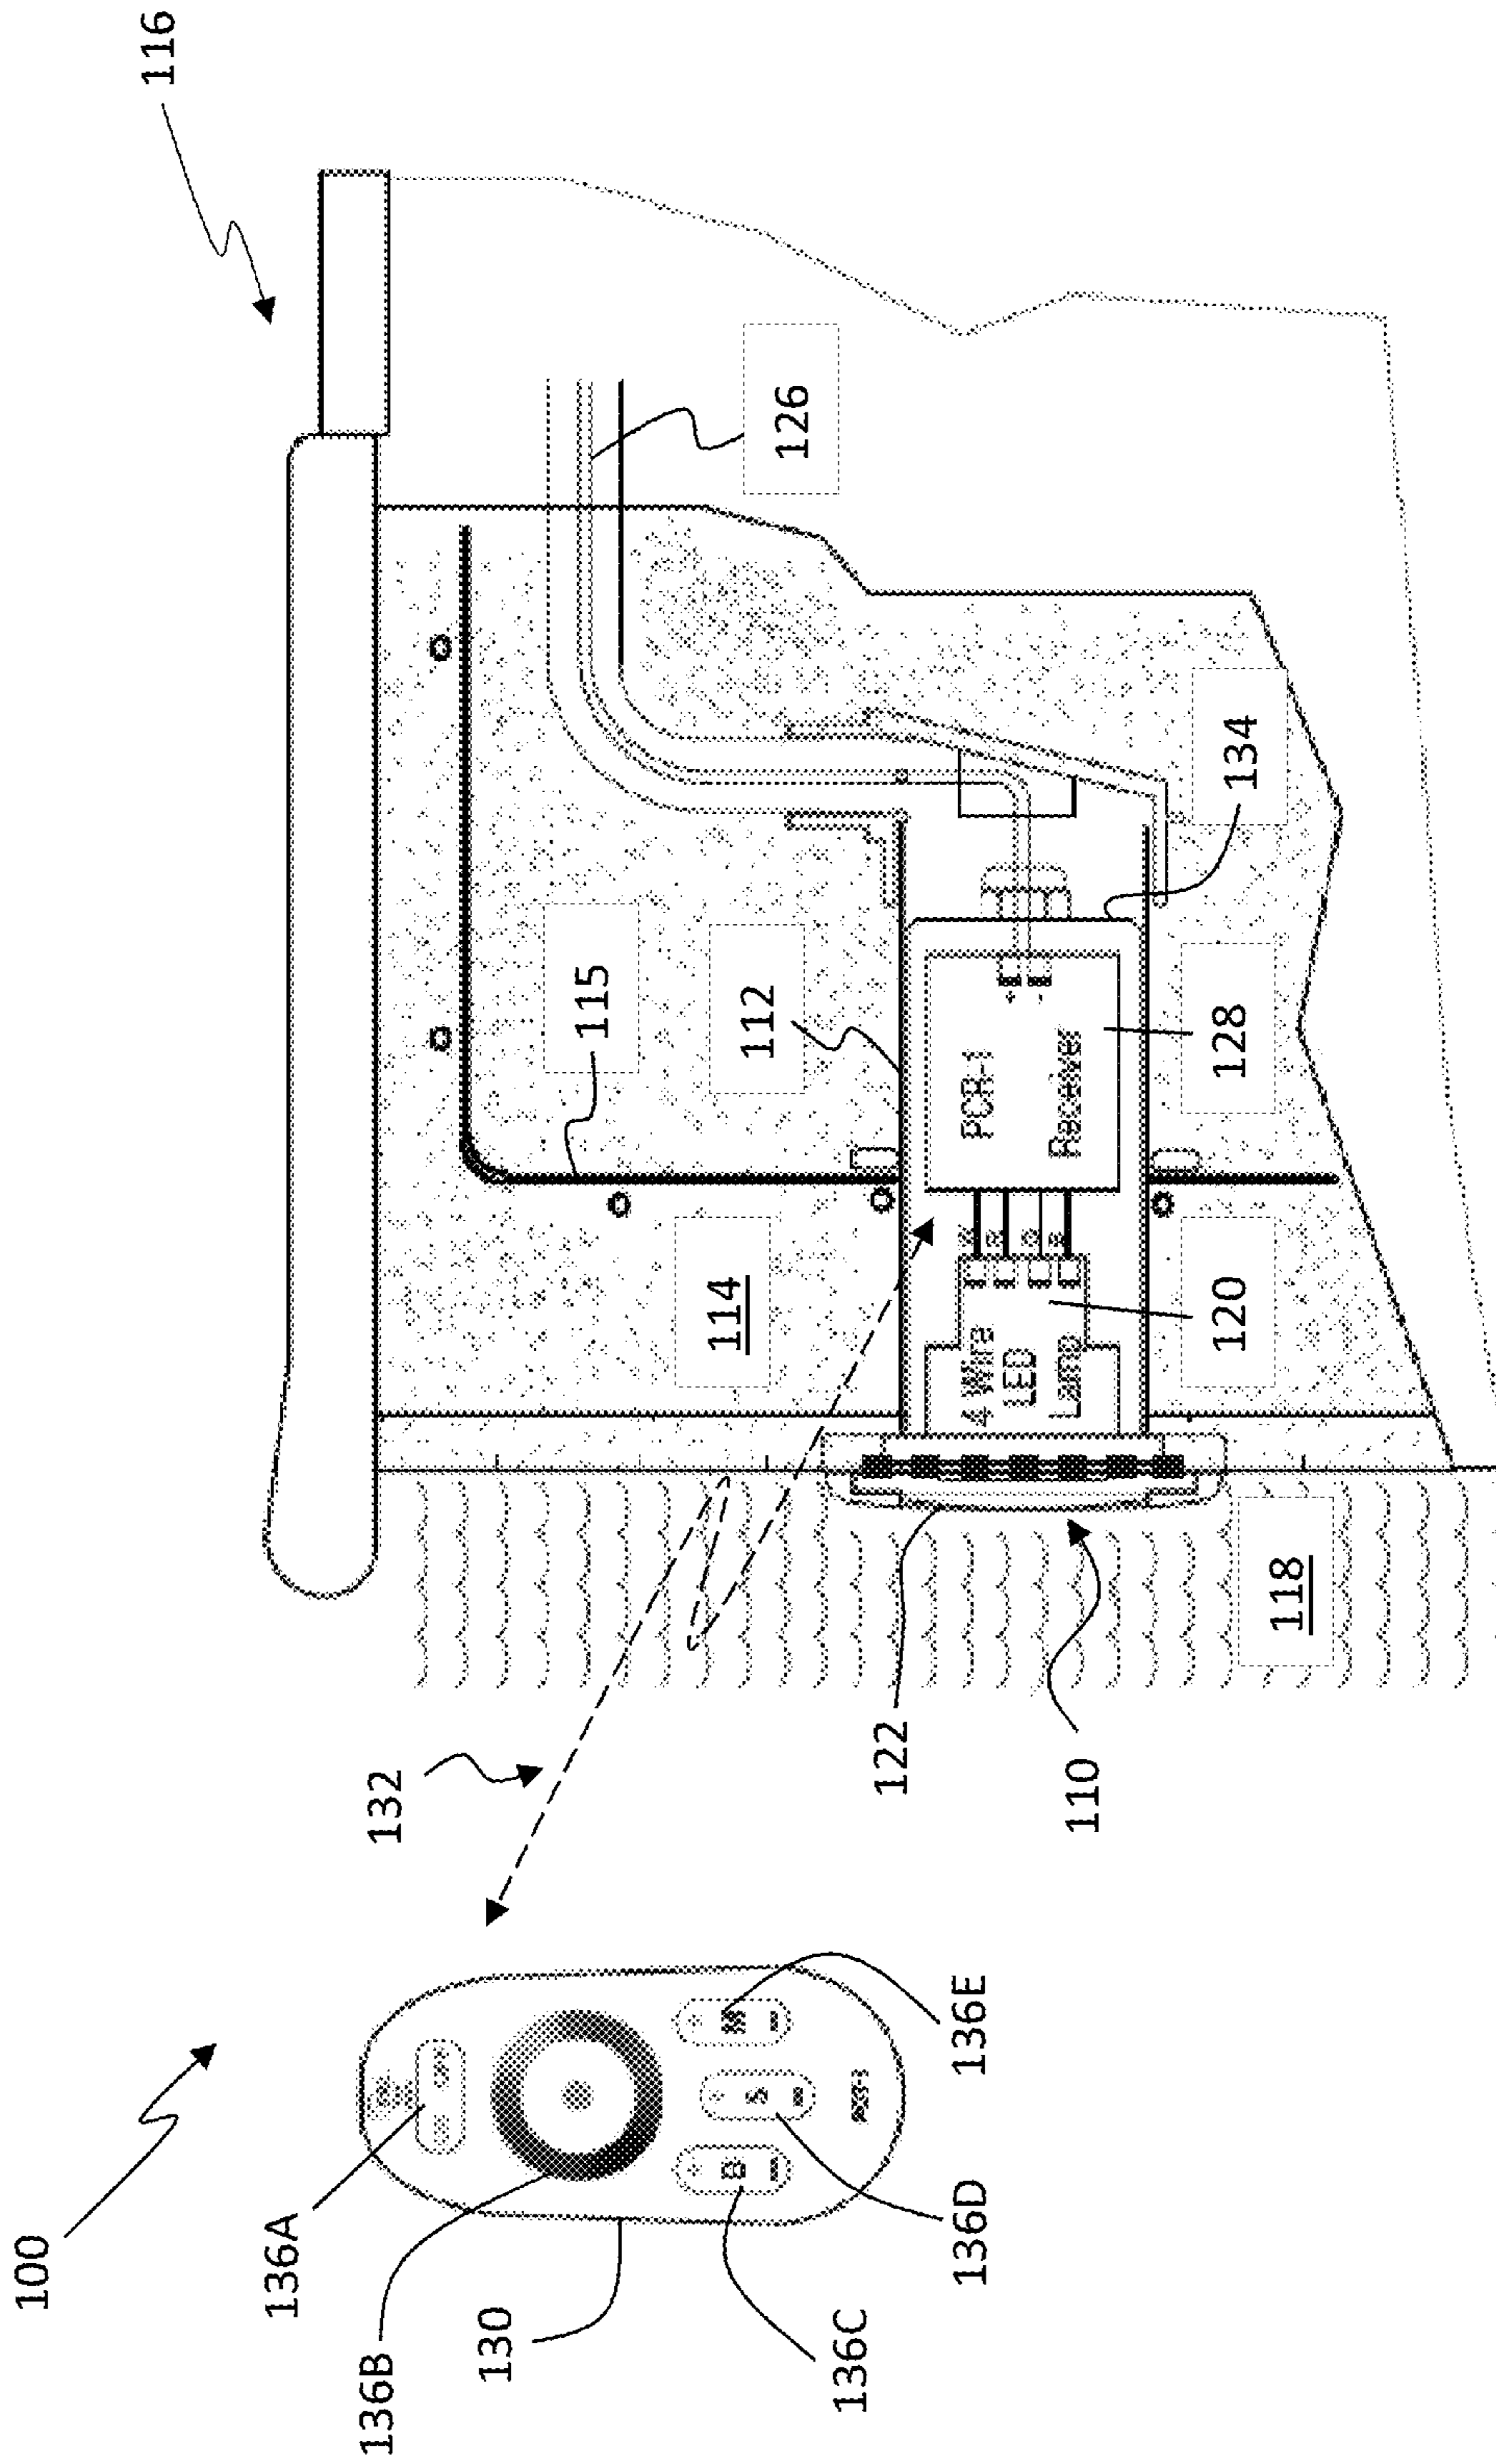 100
136A
136B
130
136C
136D
136E
B
S
M
132
122
110
118
116
114
115
112
126
134
128
120
4 Wire
LED
Lamp
PCR-1
Receiver
+
-